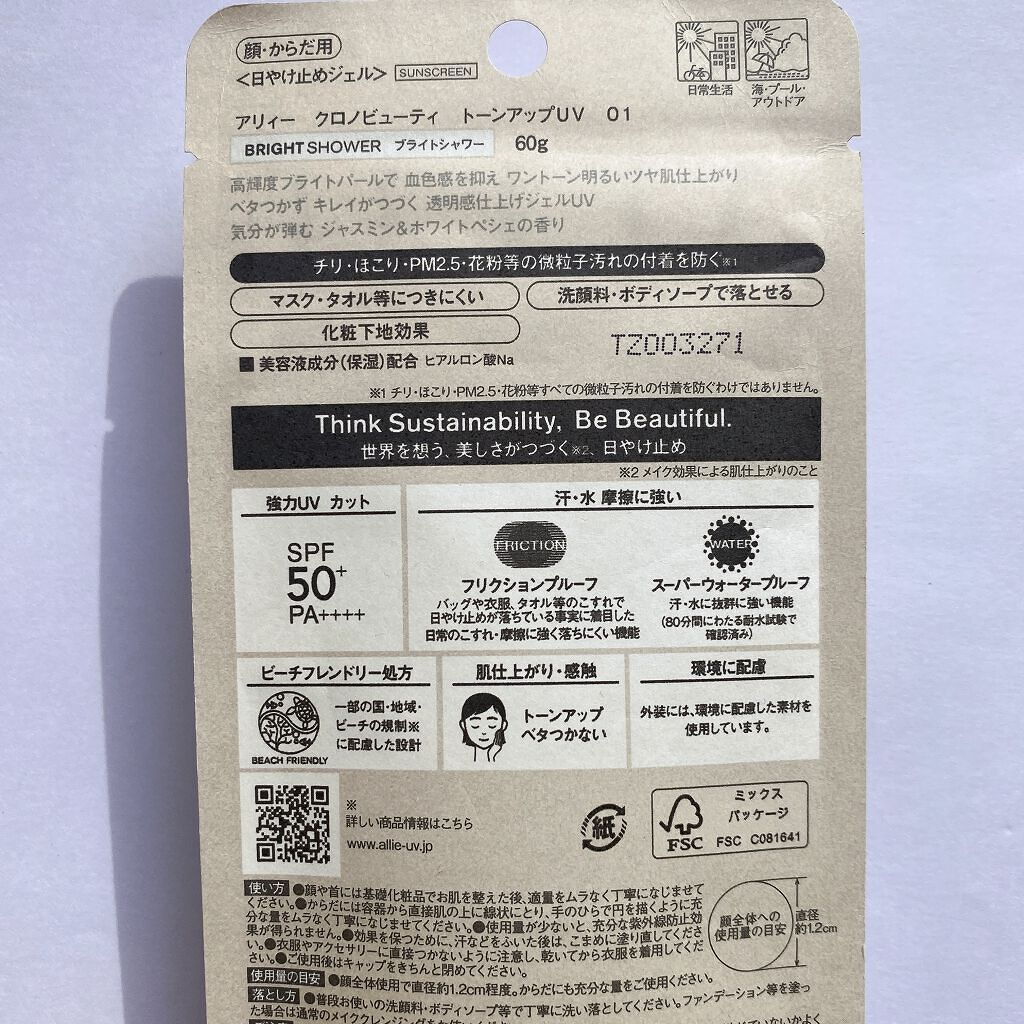 顔・からだ用
<日やけ止めジェル> SUNSCREEN
日常生活
海・プール・
アウトドア
アリィー クロノビューティ トーンアップUV 01
BRIGHT SHOWER ブライトシャワー 60g
高輝度ブライトパールで 血色感を抑え ワントーン明るいツヤ肌仕上がり
ベタつかず キレイがつづく 透明感仕上げジェルUV
気分が弾む ジャスミン&ホワイトペシェの香り
チリ・ほこり・PM2.5・花粉等の微粒子汚れの付着を防ぐ※1
マスク・タオル等につきにくい
洗顔料・ボディソープで落とせる
化粧下地効果
TZ003271
■ 美容液成分(保湿)配合 ヒアルロン酸Na
※1 チリ・ほこり・PM2.5・花粉等すべての微粒子汚れの付着を防ぐわけではありません。
Think Sustainability, Be Beautiful.
世界を想う、美しさがつづく※2、日やけ止め
※2 メイク効果による肌仕上がりのこと
強力UV カット
SPF
50+
PA++++
汗・水 摩擦に強い
FRICTION
フリクションプルーフ
バッグや衣服、タオル等のこすれで
日やけ止めが落ちている事実に着目した
日常のこすれ・摩擦に強く落ちにくい機能
WATER
スーパーウォータープルーフ
汗・水に抜群に強い機能
(80分間にわたる耐水試験で
確認済み)
ビーチフレンドリー処方
BEACH FRIENDLY
一部の国・地域・
ビーチの規制※
に配慮した設計
肌仕上がり・感触
トーンアップ
ベタつかない
環境に配慮
外装には、環境に配慮した素材を
使用しています。
※
詳しい商品情報はこちら
www.allie-uv.jp
紙
FSC
ミックス
パッケージ
FSC C081641
使い方 ●顔や首には基礎化粧品でお肌を整えた後、適量をムラなく丁寧になじませて
ください。●からだには容器から直接肌の上に線状にとり、手のひらで円を描くように充
分な量をムラなく丁寧になじませてください。●使用量が少ないと、充分な紫外線防止効
果が得られません。●効果を保つために、汗などをふいた後は、こまめに塗り直してくださ
い。●衣服やアクセサリーに直接つかないように注意し、乾いてから衣服を着用してくだ
さい。●ご使用後はキャップをきちんと閉めてください。
顔全体への
使用量の目安
直径
約1.2cm
使用量の目安 ●顔全体使用で直径約1.2cm程度。からだにも充分な量をご使用ください。
落とし方 ●普段お使いの洗顔料・ボディソープ等で丁寧に洗い落としてください。ファンデーション等を塗っ
た場合は通常のメイククレンジングをお使いください。